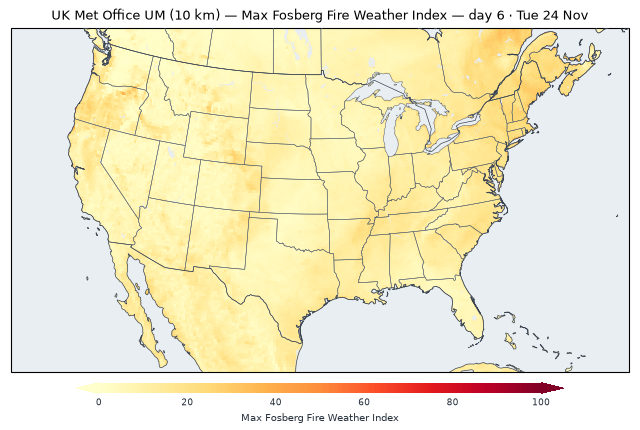 UK Met Office UM (10 km) — Max Fosberg Fire Weather Index — day 6 · Tue 24 Nov
0 20 40 60 80 100
Max Fosberg Fire Weather Index